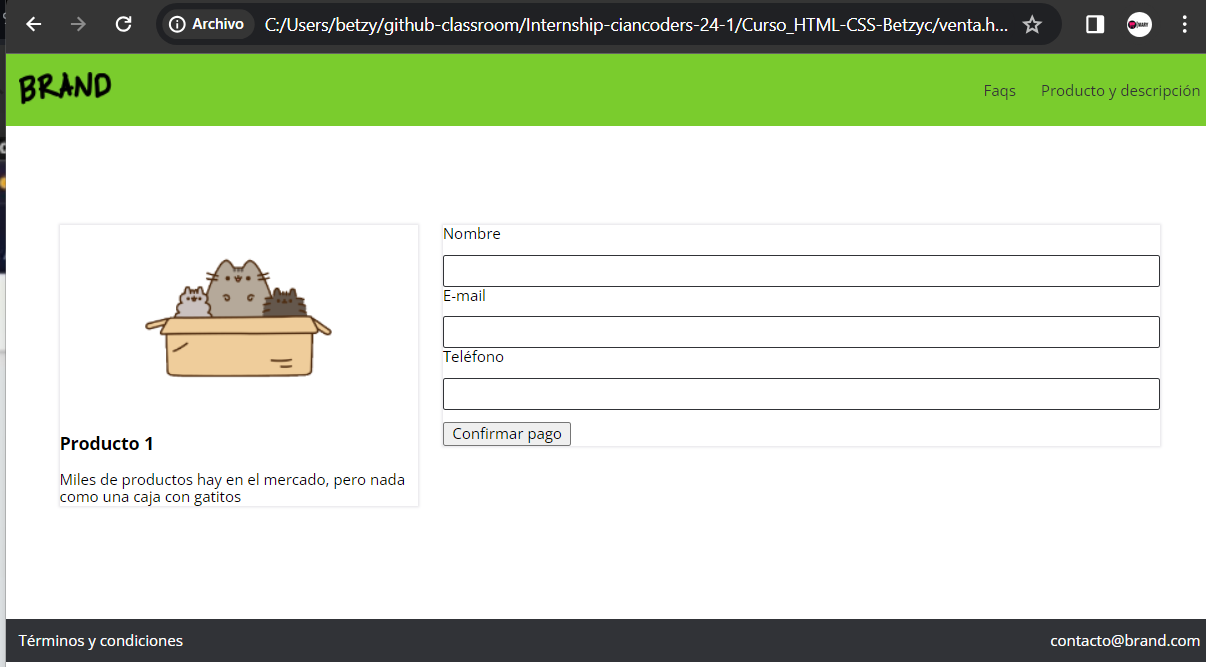 Archivo C:/Users/betzy/github-classroom/Internship-ciancoders-24-1/Curso_HTML-CSS-Betzyc/venta.h...
BRAND
Faqs Producto y descripción
Nombre
E-mail
Teléfono
Confirmar pago
Producto 1
Miles de productos hay en el mercado, pero nada
como una caja con gatitos
Términos y condiciones
contacto@brand.com